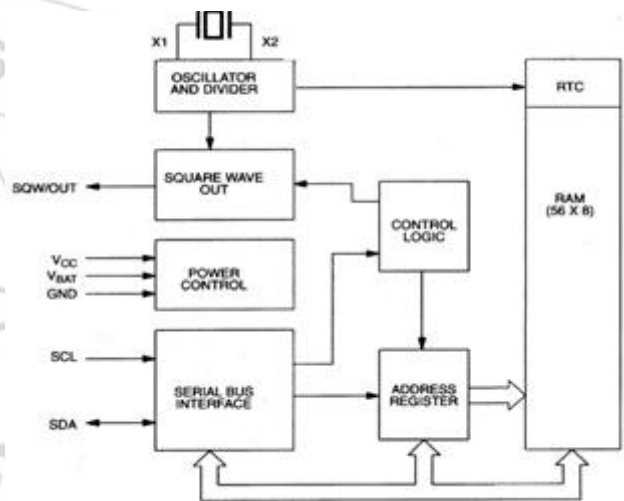 X1 X2
OSCILLATOR
AND DIVIDER
RTC
SQUARE WAVE
OUT
SQW/OUT
CONTROL
LOGIC
RAM
(56 X 8)
VCC
VBAT
GND
POWER
CONTROL
SCL
SDA
SERIAL BUS
INTERFACE
ADDRESS
REGISTER